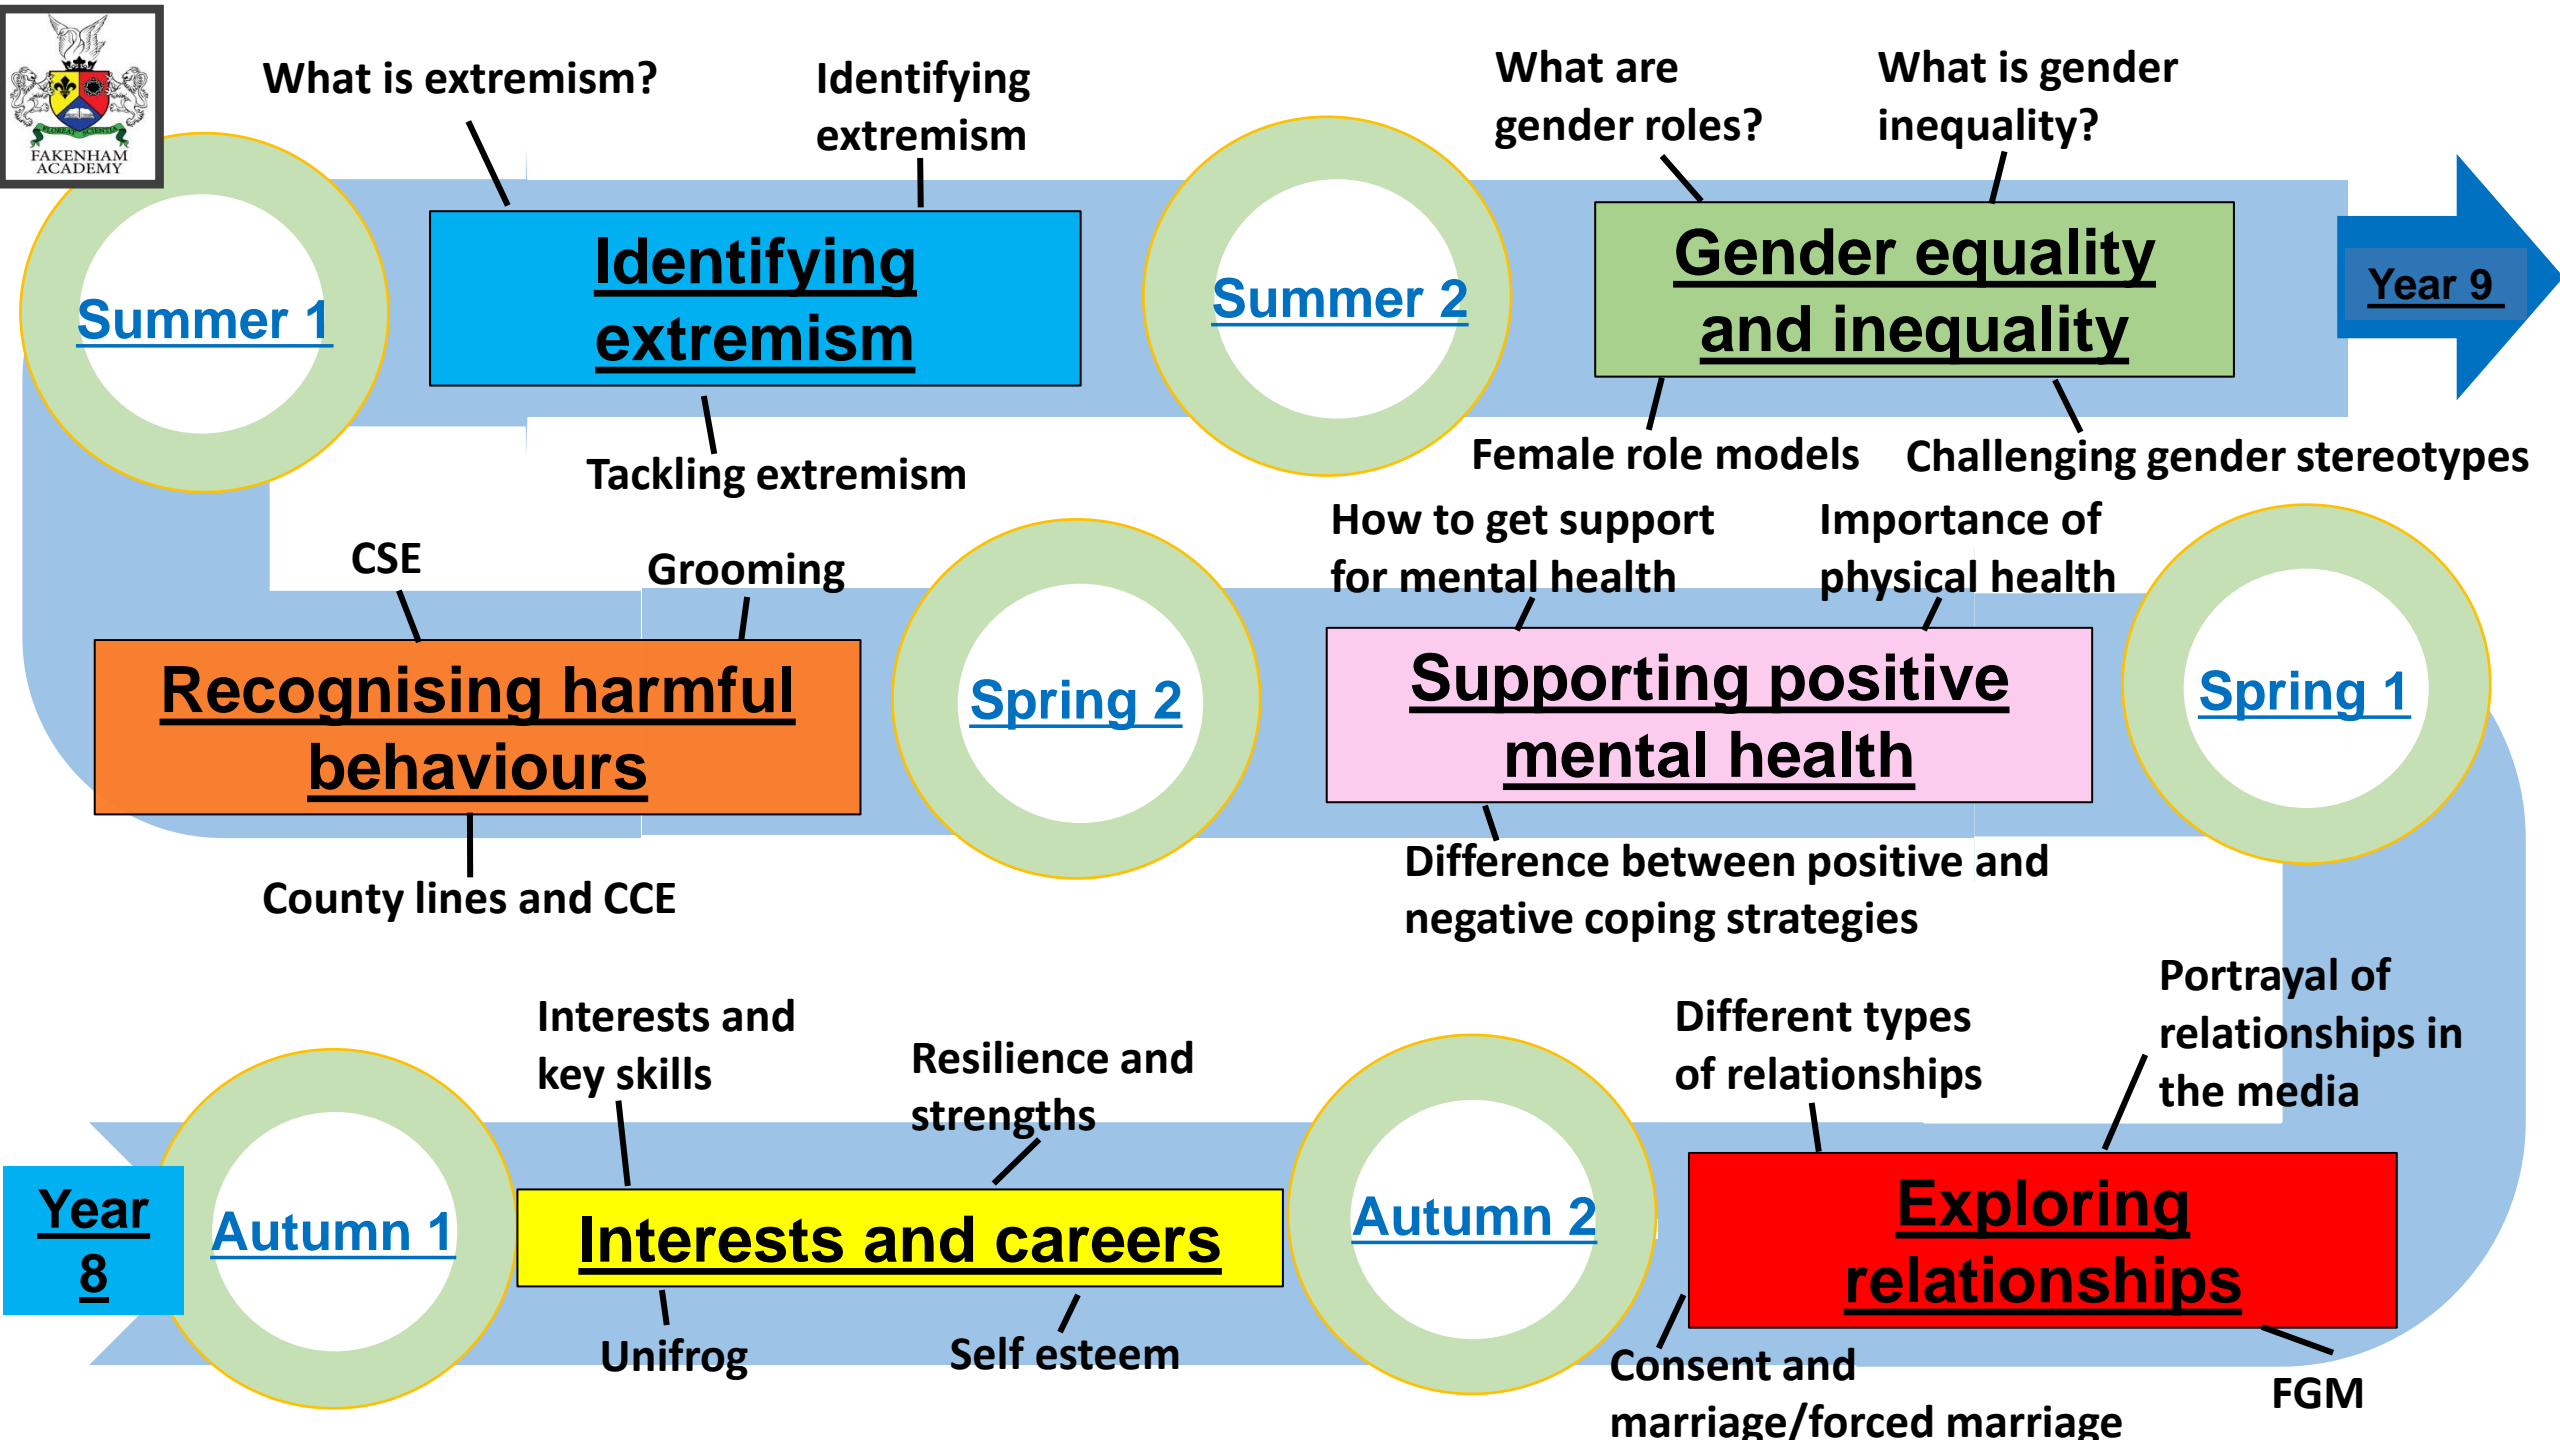 FLOREAT SCIENTIA
FAKENHAM
ACADEMY
What is extremism?
Identifying
extremism
What are
gender roles?
What is gender
inequality?
Summer 1
Identifying
extremism
Summer 2
Gender equality
and inequality
Year 9
Tackling extremism
Female role models
Challenging gender stereotypes
CSE
Grooming
How to get support
for mental health
Importance of
physical health
Recognising harmful
behaviours
Spring 2
Supporting positive
mental health
Spring 1
County lines and CCE
Difference between positive and
negative coping strategies
Interests and
key skills
Resilience and
strengths
Different types
of relationships
Portrayal of
relationships in
the media
Year
8
Autumn 1
Interests and careers
Autumn 2
Exploring
relationships
Unifrog
Self esteem
Consent and
marriage/forced marriage
FGM